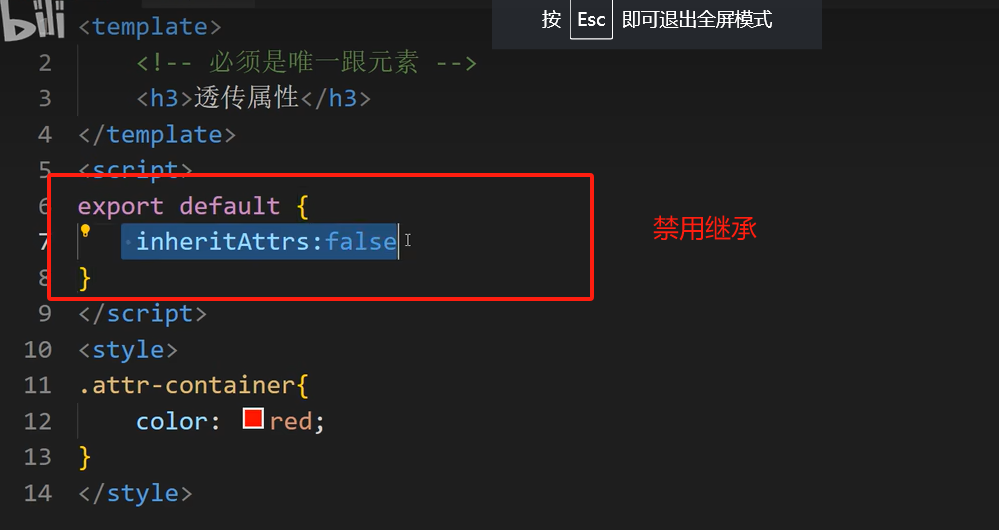 bili
按 Esc 即可退出全屏模式
<template>
2 <!-- 必须是唯一跟元素 -->
3 <h3>透传属性</h3>
4 </template>
5 <script>
6 export default {
7 inheritAttrs:false
8 }
禁用继承
9 </script>
10 <style>
11 .attr-container{
12 color: red;
13 }
14 </style>